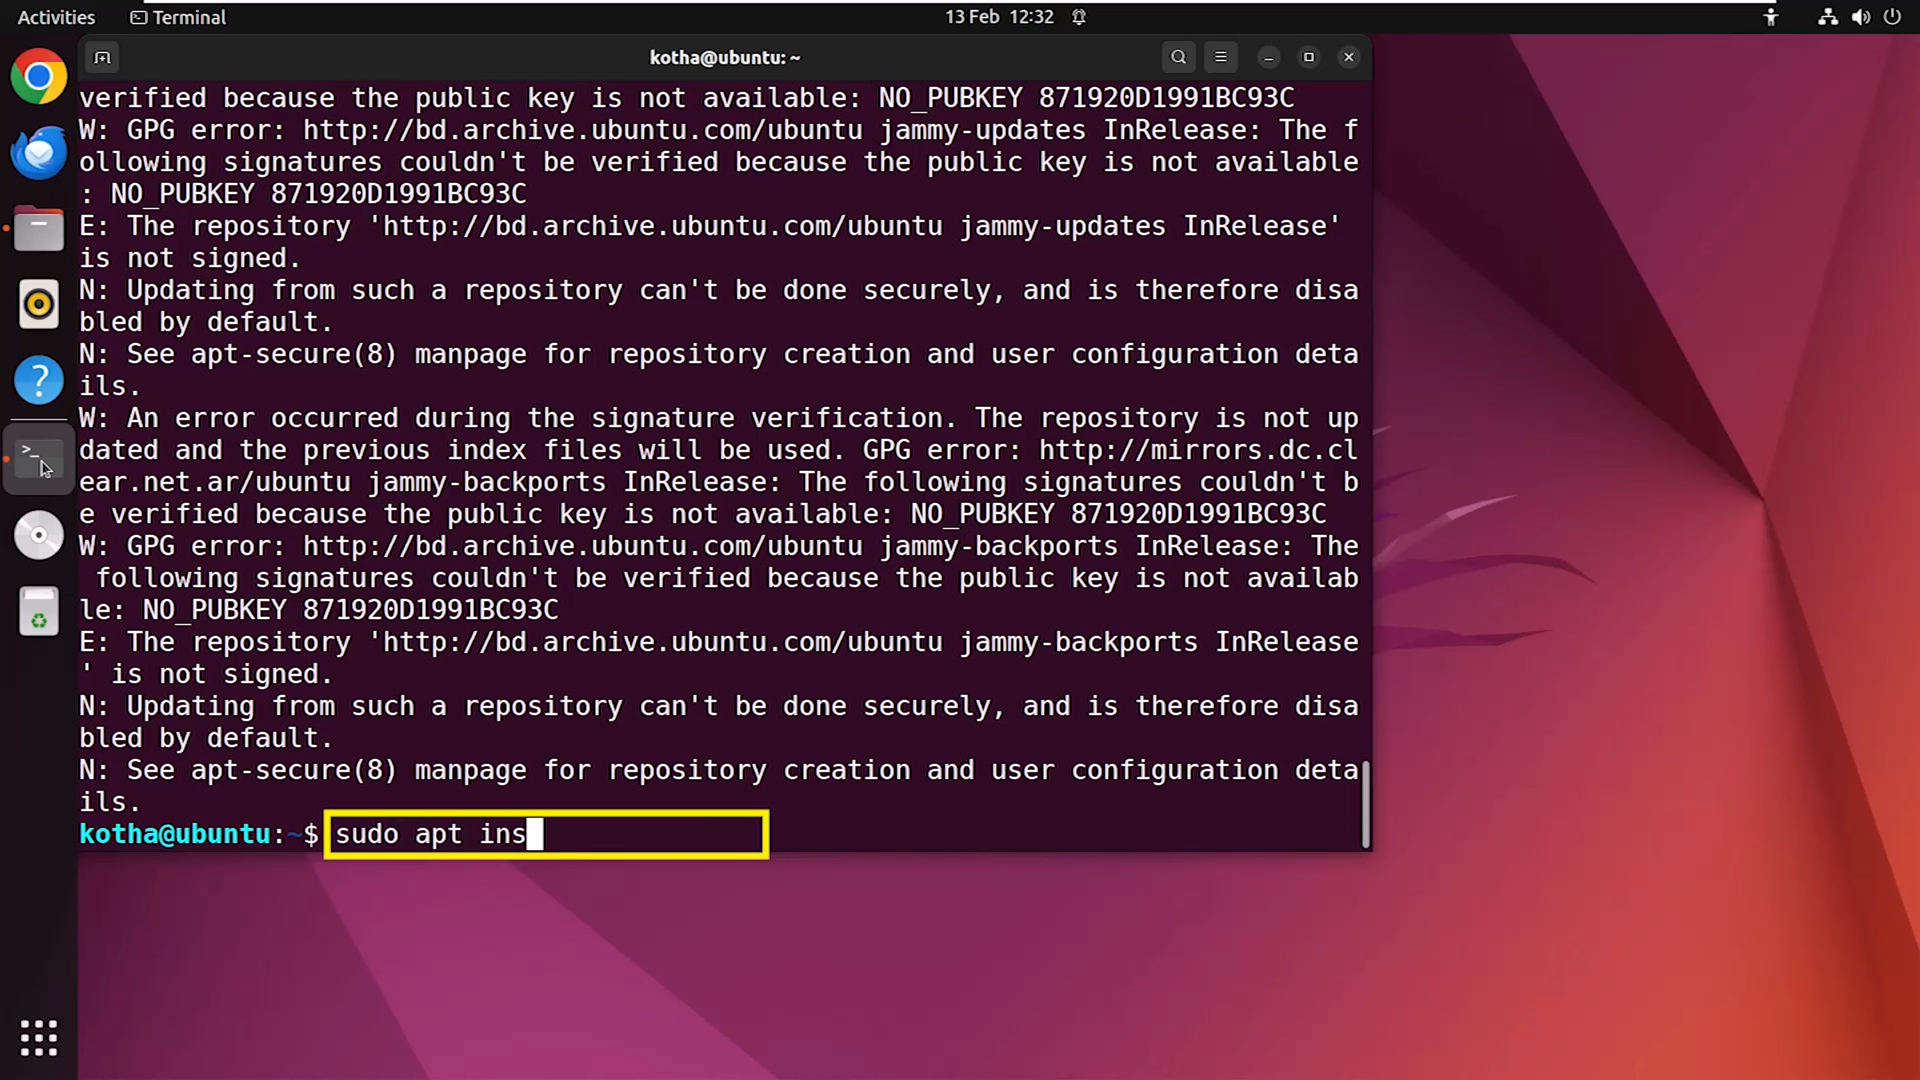 Activities Terminal 13 Feb 12:32
kotha@ubuntu: ~
verified because the public key is not available: NO_PUBKEY 871920D1991BC93C
W: GPG error: http://bd.archive.ubuntu.com/ubuntu jammy-updates InRelease: The f
ollowing signatures couldn't be verified because the public key is not available
: NO_PUBKEY 871920D1991BC93C
E: The repository 'http://bd.archive.ubuntu.com/ubuntu jammy-updates InRelease'
is not signed.
N: Updating from such a repository can't be done securely, and is therefore disa
bled by default.
N: See apt-secure(8) manpage for repository creation and user configuration deta
ils.
W: An error occurred during the signature verification. The repository is not up
dated and the previous index files will be used. GPG error: http://mirrors.dc.cl
ear.net.ar/ubuntu jammy-backports InRelease: The following signatures couldn't b
e verified because the public key is not available: NO_PUBKEY 871920D1991BC93C
W: GPG error: http://bd.archive.ubuntu.com/ubuntu jammy-backports InRelease: The
 following signatures couldn't be verified because the public key is not availab
le: NO_PUBKEY 871920D1991BC93C
E: The repository 'http://bd.archive.ubuntu.com/ubuntu jammy-backports InRelease
' is not signed.
N: Updating from such a repository can't be done securely, and is therefore disa
bled by default.
N: See apt-secure(8) manpage for repository creation and user configuration deta
ils.
kotha@ubuntu:~$ sudo apt ins